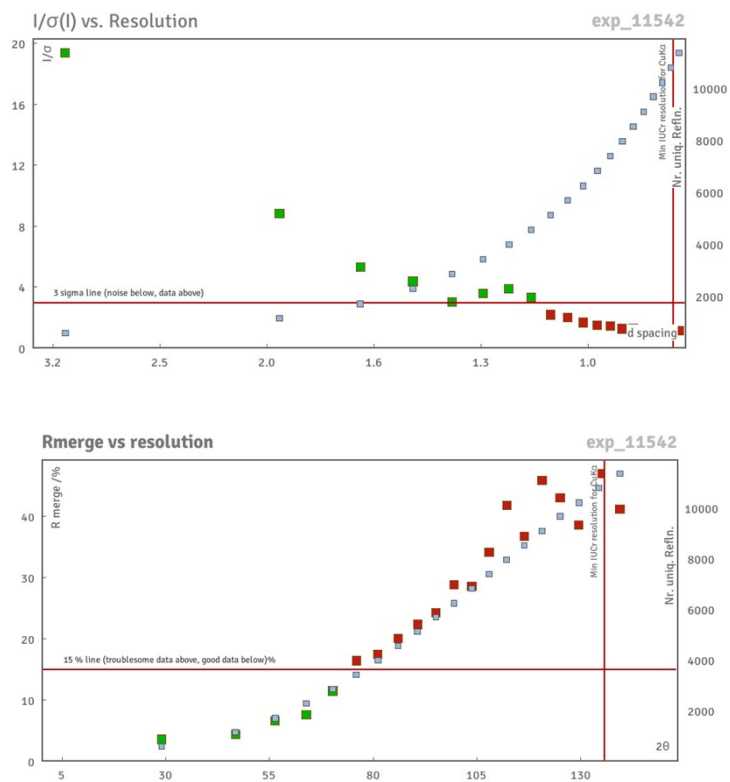 I/σ(I) vs. Resolution
exp_11542
20
I/σ
16
12
8
4
0
3 sigma line (noise below, data above)
Min IUCr resolution for CuKα
Nr. uniq. Refln.
10000
8000
6000
4000
2000
d spacing
3.2
2.5
2.0
1.6
1.3
1.0
Rmerge vs resolution
exp_11542
R merge /%
40
30
20
10
0
15 % line (troublesome data above, good data below)%
Min IUCr resolution for CuKα
Nr. uniq. Refln.
10000
8000
6000
4000
2000
2θ
5
30
55
80
105
130